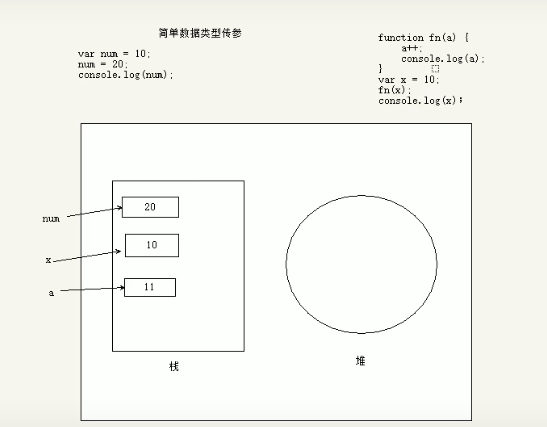 简单数据类型传参
var num = 10;
num = 20;
console.log(num);
function fn(a) {
a++;
console.log(a);
}
var x = 10;
fn(x);
console.log(x);
num
20
x
10
a
11
栈
堆